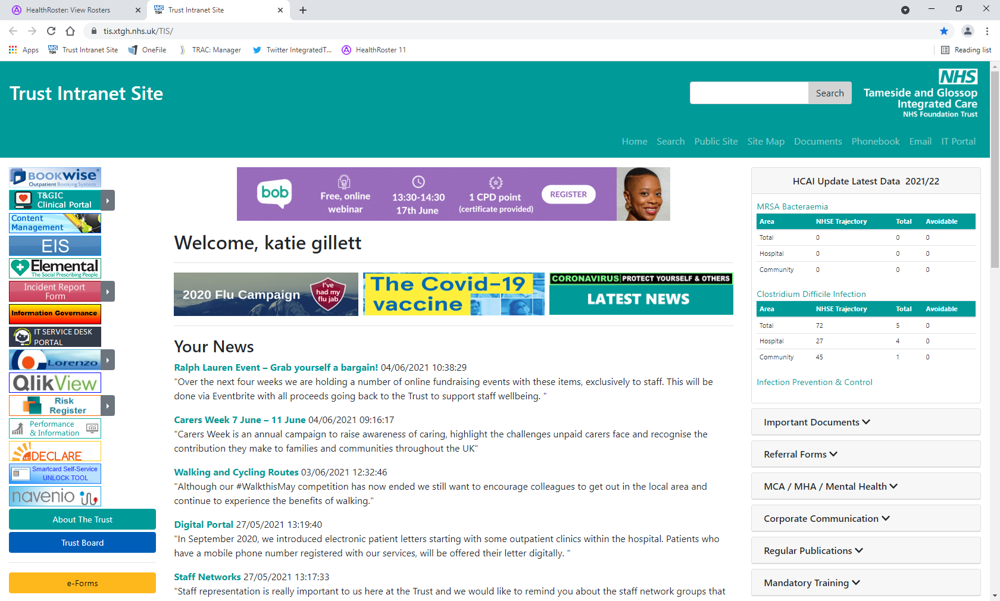 HealthRoster: View Rosters
Trust Intranet Site
tis.xtgh.nhs.uk/TIS/
Apps
NHS TGH
Trust Intranet Site
OneFile
TRAC: Manager
Twitter IntegratedT...
HealthRoster 11
Reading list
Trust Intranet Site
Search
NHS
Tameside and Glossop
Integrated Care
NHS Foundation Trust
Home Search Public Site Site Map Documents Phonebook Email IT Portal
BOOKWISE
Outpatient Booking System
T&GIC
Clinical Portal
Content
Management
EIS
Elemental
The Social Prescribing People
Incident Report
Form
Information Governance
IT SERVICE DESK
PORTAL
Lorenzo
QlikView
Risk
Register
Performance
& Information
DECLARE
Smartcard Self-Service
UNLOCK TOOL
navenio
About The Trust
Trust Board
e-Forms
bob
Free, online
webinar
13:30-14:30
17th June
1 CPD point
(certificate provided)
REGISTER
Welcome, katie gillett
2020 Flu Campaign
I've
had my
flu jab
The Covid-19
vaccine
CORONAVIRUS PROTECT YOURSELF & OTHERS
LATEST NEWS
Your News
Ralph Lauren Event – Grab yourself a bargain! 04/06/2021 10:38:29
"Over the next four weeks we are holding a number of online fundraising events with these items, exclusively to staff. This will be
done via Eventbrite with all proceeds going back to the Trust to support staff wellbeing. "
Carers Week 7 June – 11 June 04/06/2021 09:16:17
"Carers Week is an annual campaign to raise awareness of caring, highlight the challenges unpaid carers face and recognise the
contribution they make to families and communities throughout the UK"
Walking and Cycling Routes 03/06/2021 12:32:46
"Although our #WalkthisMay competition has now ended we still want to encourage colleagues to get out in the local area and
continue to experience the benefits of walking."
Digital Portal 27/05/2021 13:19:40
"In September 2020, we introduced electronic patient letters starting with some outpatient clinics within the hospital. Patients who
have a mobile phone number registered with our services, will be offered their letter digitally. "
Staff Networks 27/05/2021 13:17:33
"Staff representation is really important to us here at the Trust and we would like to remind you about the staff network groups that
HCAI Update Latest Data 2021/22
MRSA Bacteraemia
Area NHSE Trajectory Total Avoidable
Total 0 0 0
Hospital 0 0 0
Community 0 0 0
Clostridium Difficile Infection
Area NHSE Trajectory Total Avoidable
Total 72 5 0
Hospital 27 4 0
Community 45 1 0
Infection Prevention & Control
Important Documents
Referral Forms
MCA / MHA / Mental Health
Corporate Communication
Regular Publications
Mandatory Training